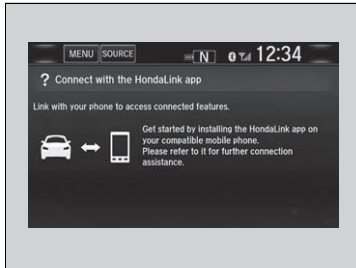 MENU SOURCE N 12:34
? Connect with the HondaLink app
Link with your phone to access connected features.
Get started by installing the HondaLink app on
your compatible mobile phone.
Please refer to it for further connection
assistance.